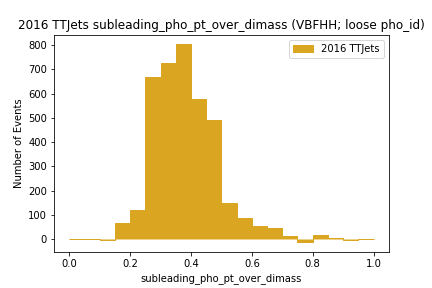 2016 TTJets subleading_pho_pt_over_dimass (VBFHH; loose pho_id)
2016 TTJets
800
700
600
500
400
300
200
100
0
Number of Events
0.0 0.2 0.4 0.6 0.8 1.0
subleading_pho_pt_over_dimass